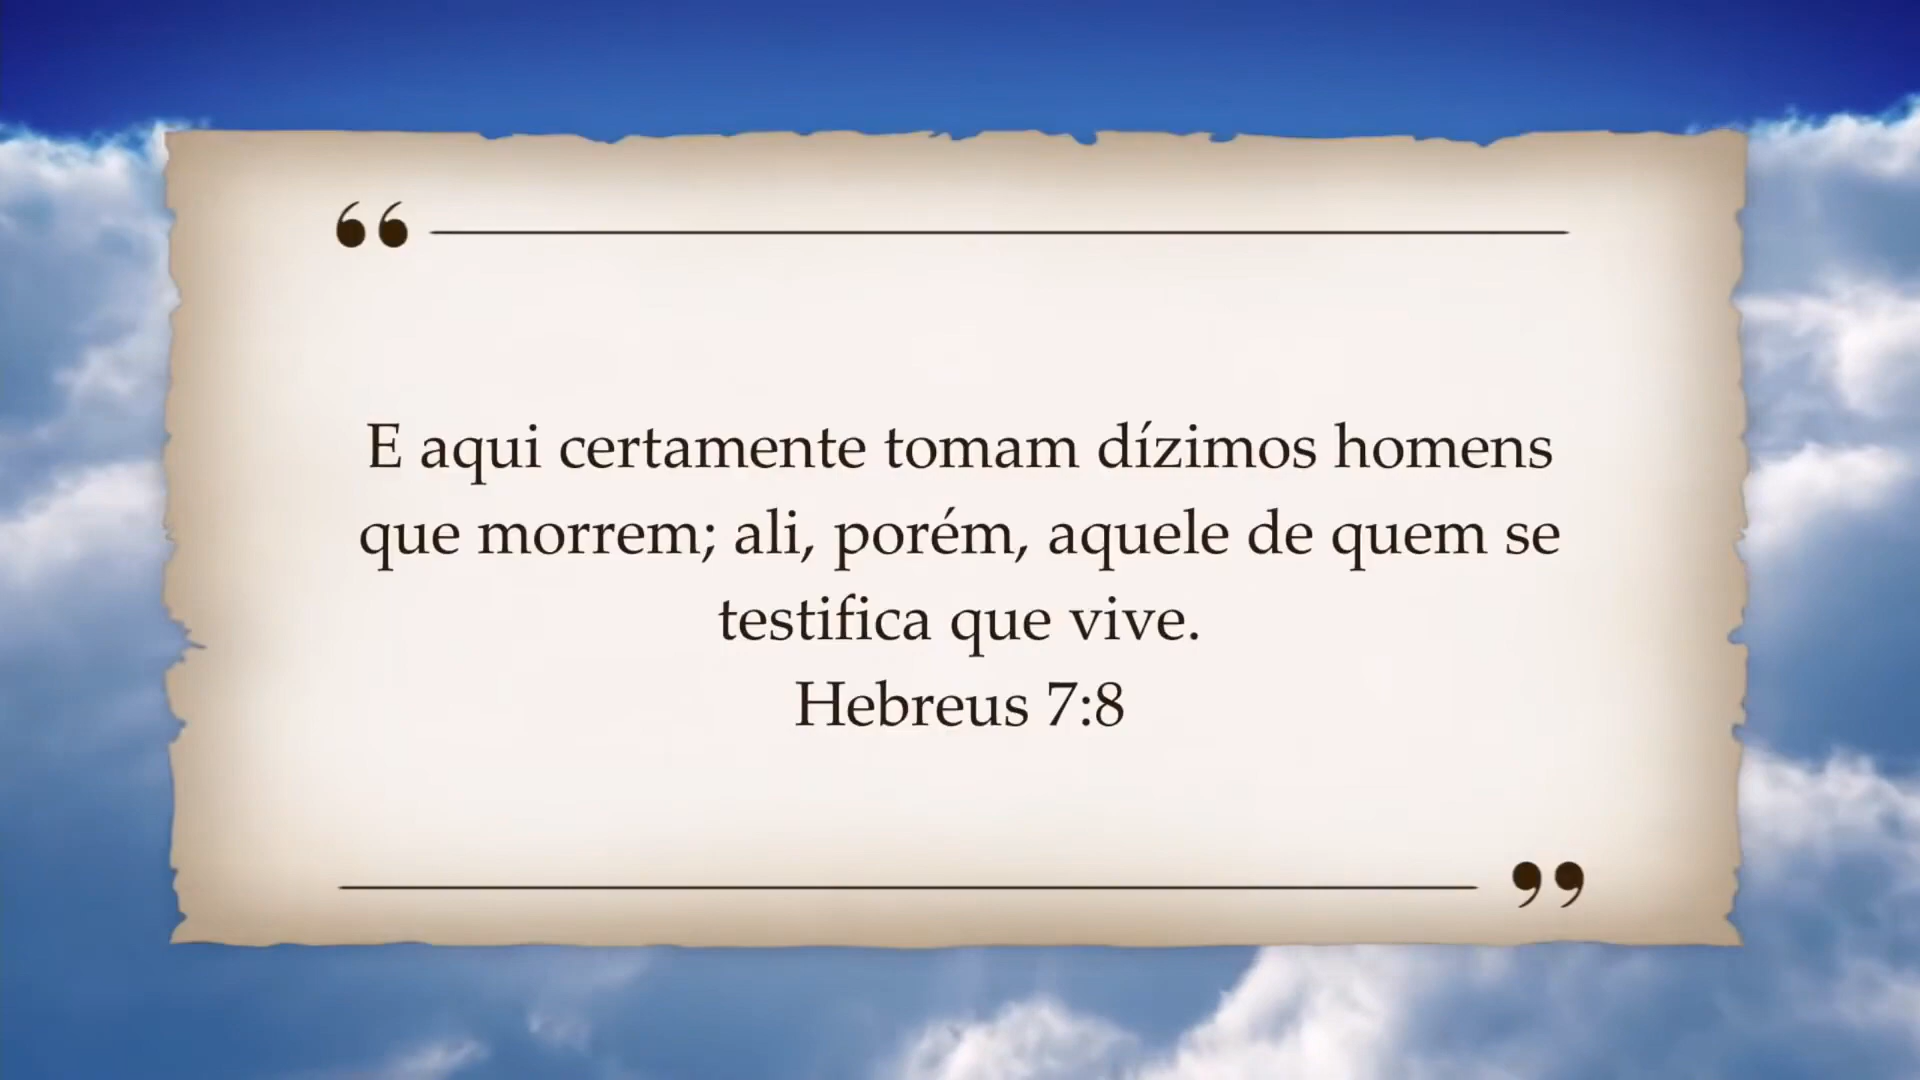 “
E aqui certamente tomam dízimos homens
que morrem; ali, porém, aquele de quem se
testifica que vive.
Hebreus 7:8
”